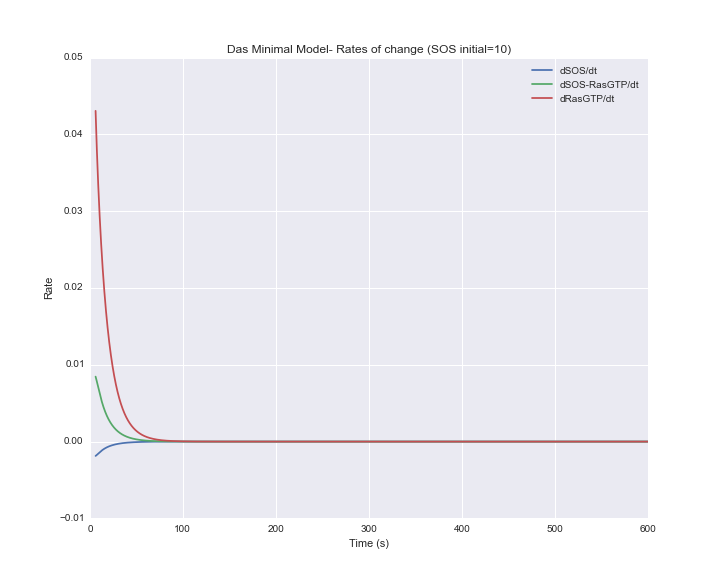 Das Minimal Model- Rates of change (SOS initial=10)
0.05
0.04
0.03
0.02
0.01
0.00
−0.01
Rate
dSOS/dt
dSOS-RasGTP/dt
dRasGTP/dt
0 100 200 300 400 500 600
Time (s)